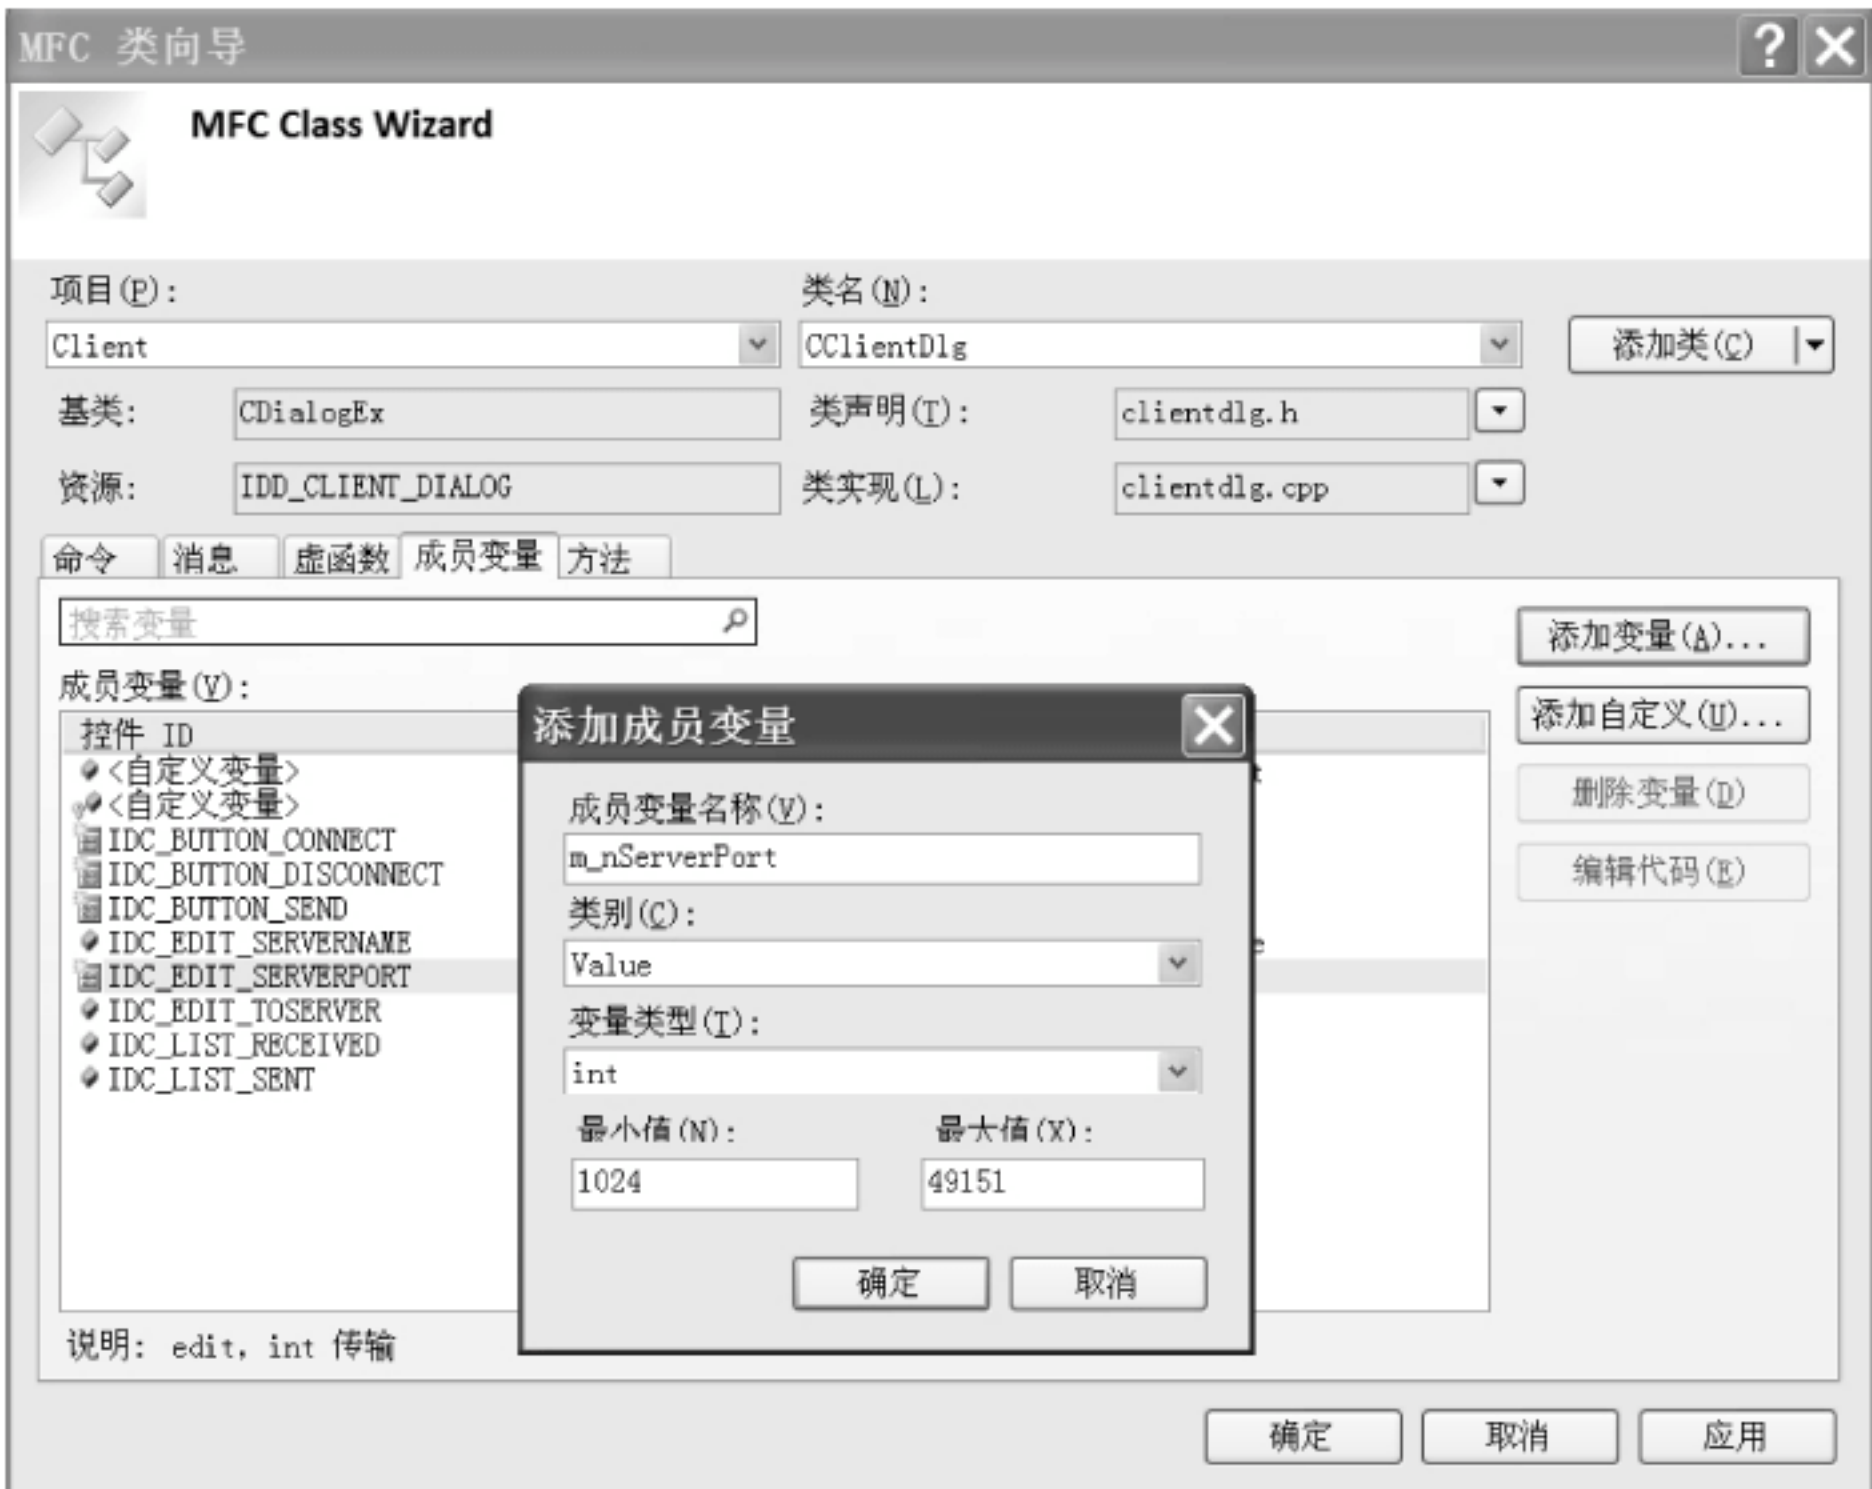 MFC 类向导
MFC Class Wizard
项目(P):
类名(N):
Client
CClientDlg
添加类(C)
基类:
CDialogEx
类声明(T):
clientdlg.h
资源:
IDD_CLIENT_DIALOG
类实现(L):
clientdlg.cpp
命令 消息 虚函数 成员变量 方法
搜索变量
添加变量(A)...
成员变量(V):
添加自定义(U)...
删除变量(D)
编辑代码(E)
控件 ID
<自定义变量>
<自定义变量>
IDC_BUTTON_CONNECT
IDC_BUTTON_DISCONNECT
IDC_BUTTON_SEND
IDC_EDIT_SERVERNAME
IDC_EDIT_SERVERPORT
IDC_EDIT_TOSERVER
IDC_LIST_RECEIVED
IDC_LIST_SENT
添加成员变量
成员变量名称(V):
m_nServerPort
类别(C):
Value
变量类型(T):
int
最小值(N):
最大值(X):
1024
49151
确定
取消
说明: edit, int 传输
确定
取消
应用